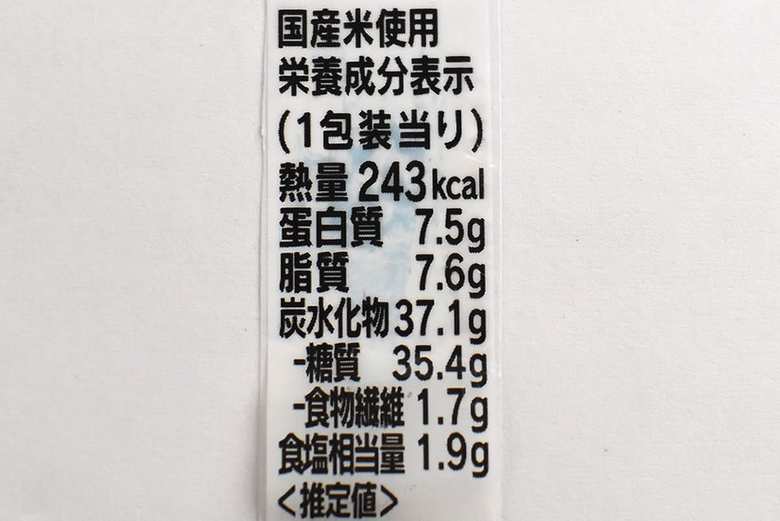 国産米使用
栄養成分表示
(1包装当り)
熱量 243kcal
蛋白質 7.5g
脂質 7.6g
炭水化物 37.1g
-糖質 35.4g
-食物繊維 1.7g
食塩相当量 1.9g
<推定値>